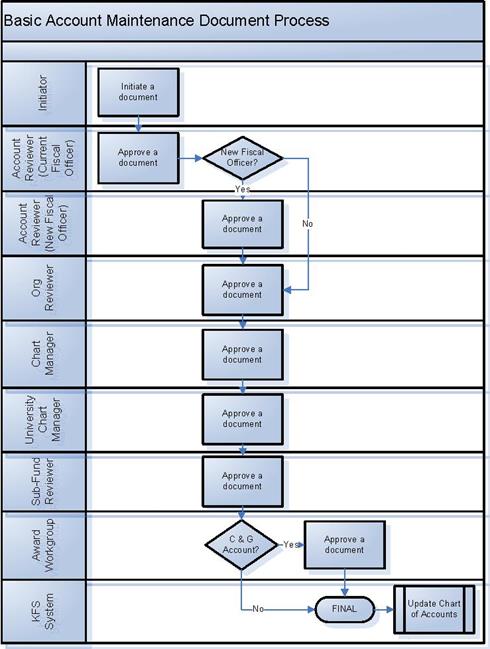 Basic Account Maintenance Document Process
Initiator
Initiate a
document
Account
Reviewer
(Current
Fiscal
Officer)
Approve a
document
New Fiscal
Officer?
Yes
No
Account
Reviewer
(New Fiscal
Officer)
Approve a
document
Org
Reviewer
Approve a
document
Chart
Manager
Approve a
document
University
Chart
Manager
Approve a
document
Sub-Fund
Reviewer
Approve a
document
Award
Workgroup
C & G
Account?
Yes
Approve a
document
KFS
System
No
FINAL
Update Chart
of Accounts